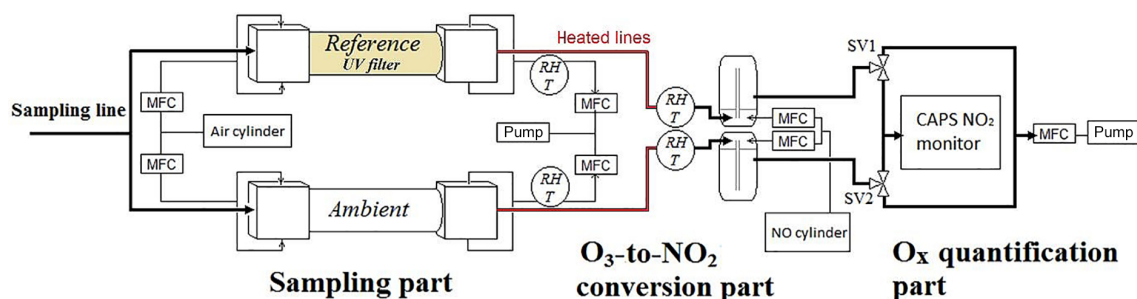 Reference
UV filter
Heated lines
RH
T
SV1
MFC
Sampling line
Air cylinder
Pump
MFC
RH
T
MFC
MFC
CAPS NO₂
monitor
MFC
Pump
MFC
MFC
RH
T
RH
T
Ambient
SV2
NO cylinder
Sampling part
O₃-to-NO₂
conversion part
Oₓ quantification
part